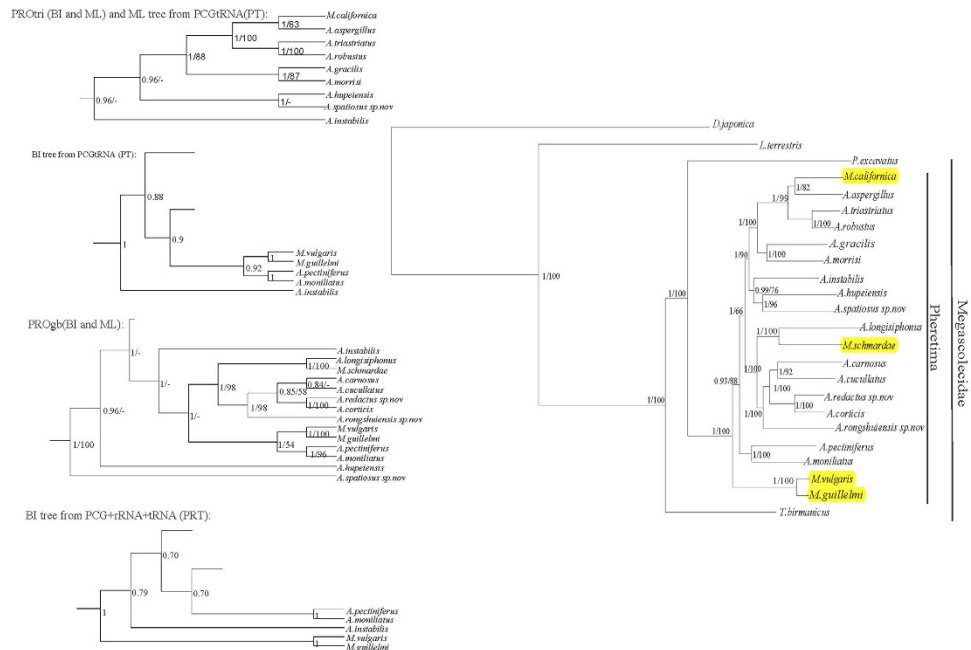 PROtri (BI and ML) and ML tree from PCGtRNA(PT):
M.californica
1/63
A.aspergillus
1/100
A.triastriatus
1/100
A.robustus
1/88
A.gracilis
1/87
A.morrisi
0.96/-
A.hupeiensis
1/-
A.spatiosus sp.nov
0.96/-
A.instabilis
BI tree from PCGtRNA (PT):
0.88
0.9
1
M.vulgaris
1
M.guillelmi
0.92
A.pectiniferus
1
A.moniliatus
A.instabilis
PROgb(BI and ML):
1/-
A.instabilis
A.longisiphonus
1/100
M.schmardae
1/98
A.carnosus
0.84/-
A.cucullatus
0.85/58
A.redactus sp.nov
1/100
A.corticis
1/98
A.rongshuiensis sp.nov
1/-
M.vulgaris
1/100
M.guillelmi
1/54
A.pectiniferus
1/96
A.moniliatus
0.96/-
A.hupeiensis
1/100
A.spatiosus sp.nov
BI tree from PCG+rRNA+tRNA (PRT):
0.70
0.70
0.79
1
A.pectiniferus
1
A.moniliatus
A.instabilis
M.vulgaris
1
M.guillelmi
D.japonica
L.terrestris
P.excavatus
M.californica
1/82
A.aspergillus
1/99
A.triastriatus
1/100
A.robustus
1/100
A.gracilis
1/100
A.morrisi
1/90
A.instabilis
0.99/76
A.hupeiensis
1/96
A.spatiosus sp.nov
1/66
A.longisiphonus
1/100
M.schmardae
1/100
A.carnosus
1/92
A.cucullatus
1/100
A.redactus sp.nov
1/100
A.corticis
1/100
A.rongshuiensis sp.nov
0.93/88
A.pectiniferus
1/100
A.moniliatus
1/100
M.vulgaris
1/100
M.guillelmi
1/100
1/100
1/100
T.birmanicus
Pheretima
Megascolecidae